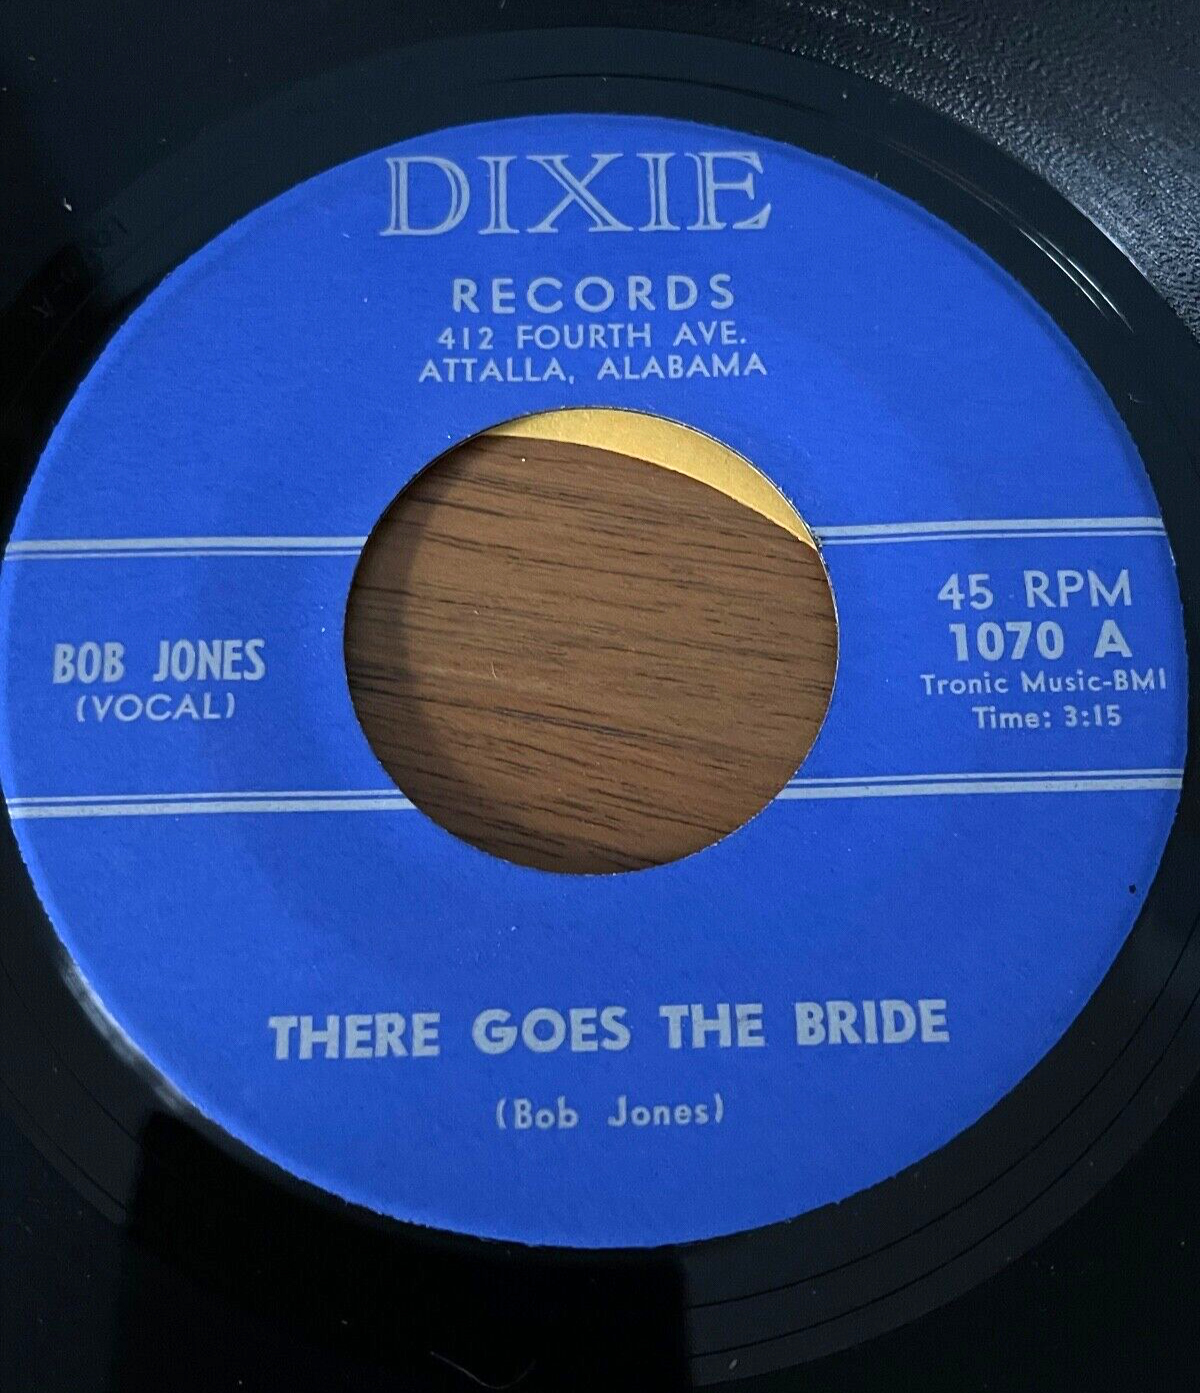 DIXIE
RECORDS
412 FOURTH AVE.
ATTALLA, ALABAMA
BOB JONES
(VOCAL)
45 RPM
1070 A
Tronic Music-BMI
Time: 3:15
THERE GOES THE BRIDE
(Bob Jones)